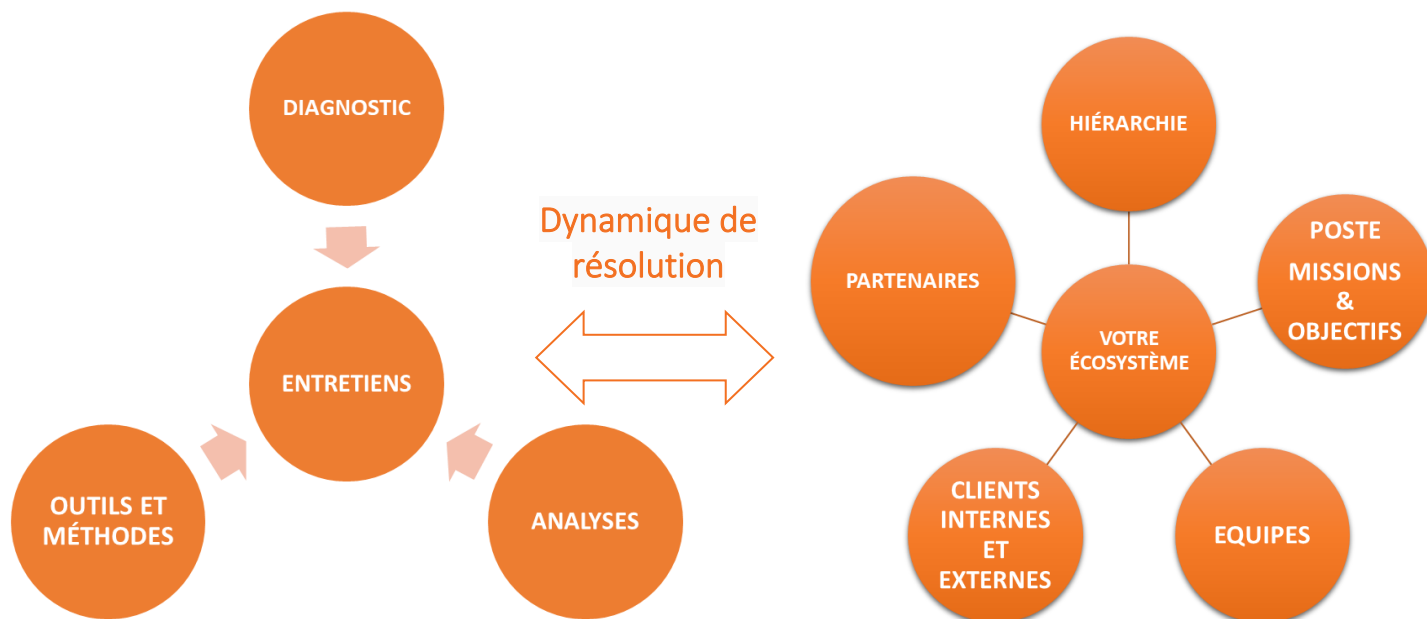 DIAGNOSTIC
ENTRETIENS
OUTILS ET
MÉTHODES
ANALYSES
Dynamique de
résolution
HIÉRARCHIE
PARTENAIRES
POSTE
MISSIONS
&
OBJECTIFS
VOTRE
ÉCOSYSTÈME
CLIENTS
INTERNES
ET
EXTERNES
EQUIPES